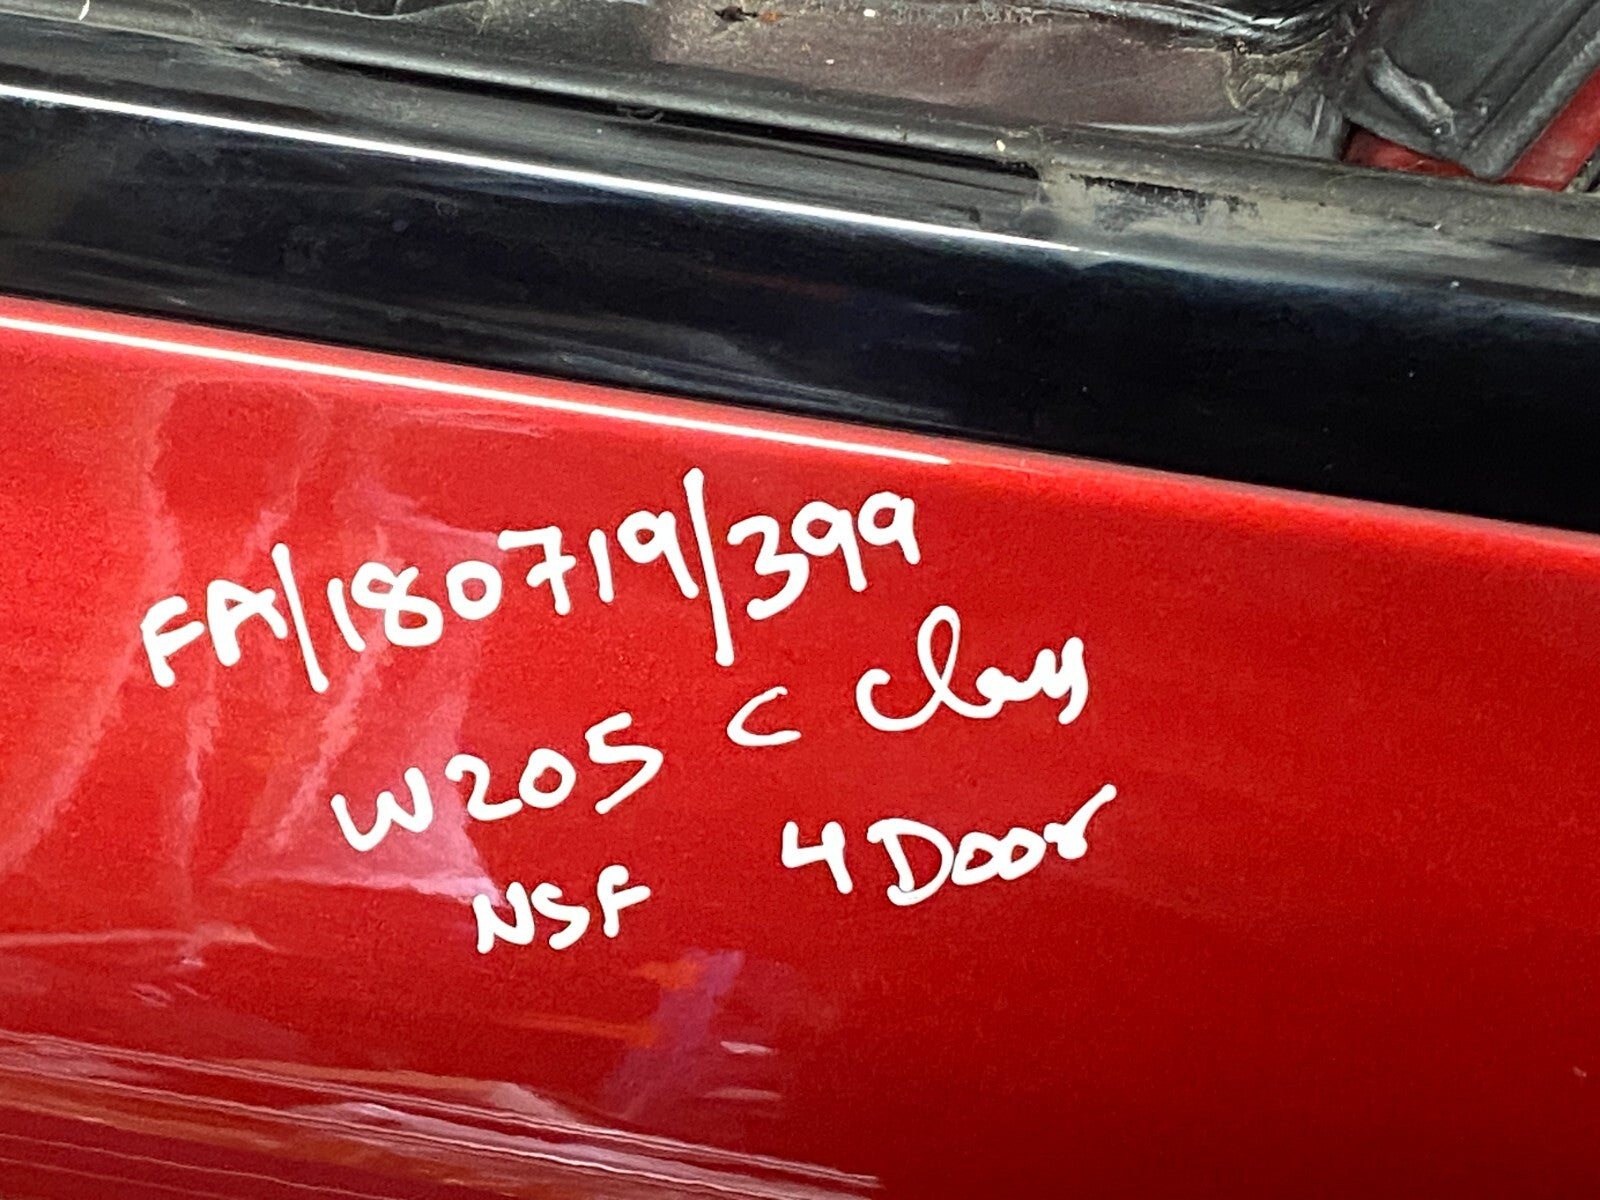 FA/180719/399
W205 C Class
NSF 4 Door